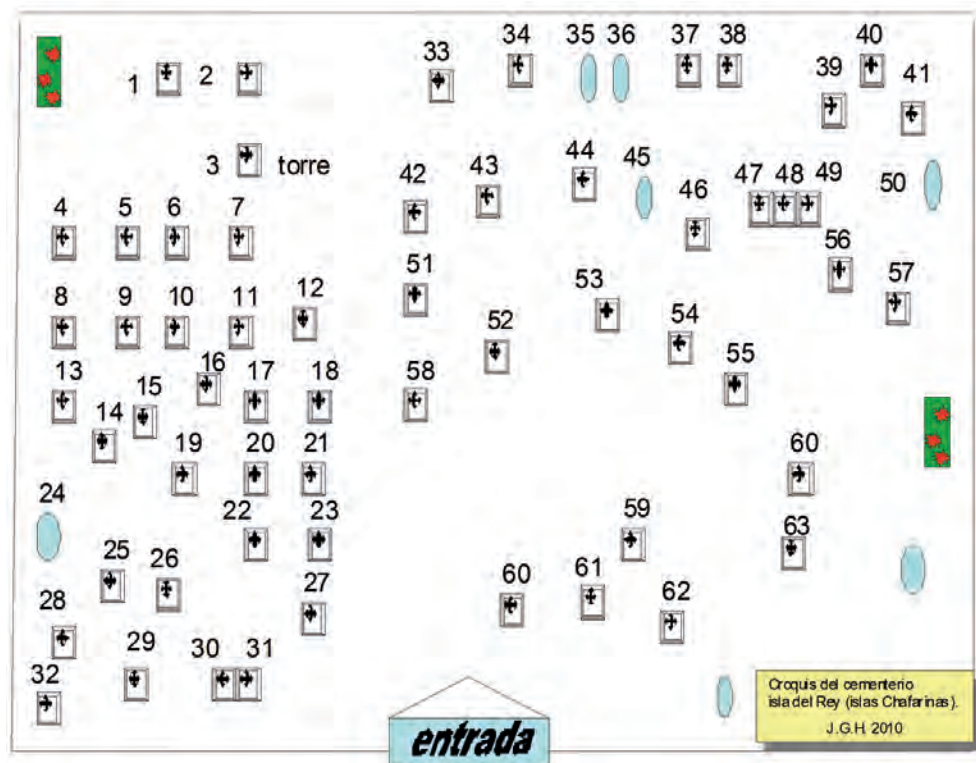 33 34 35 36 37 38 39 40 41
1 2
3 torre
42 43 44 45 46 47 48 49 50
4 5 6 7
51 53 56 57
8 9 10 11 12
52 54 55
13 14 15 16 17 18
58
19 20 21
60
24 22 23
59 63
25 26
27
60 61 62
28
29 30 31
32
entrada
Croquis del cementerio
isla del Rey (islas Chafarinas).
J.G.H. 2010